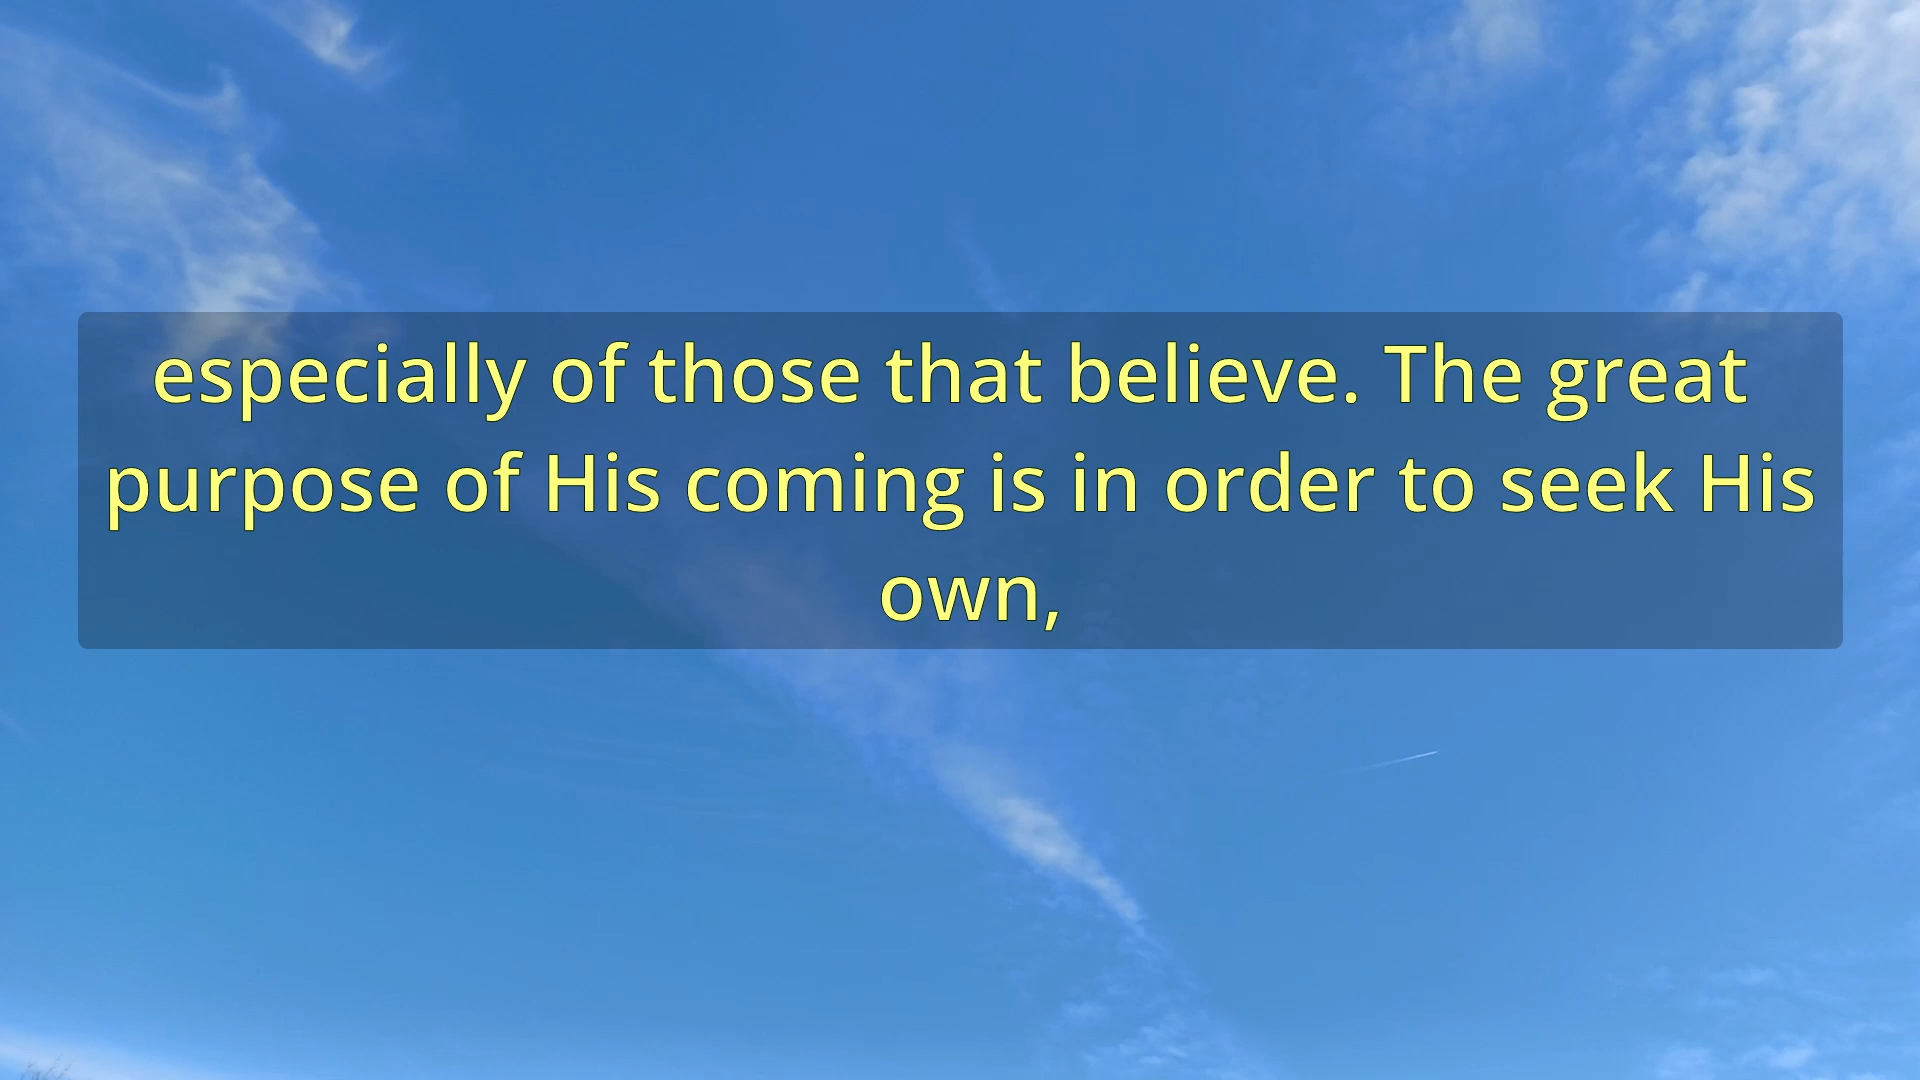 especially of those that believe. The great
purpose of His coming is in order to seek His
own,